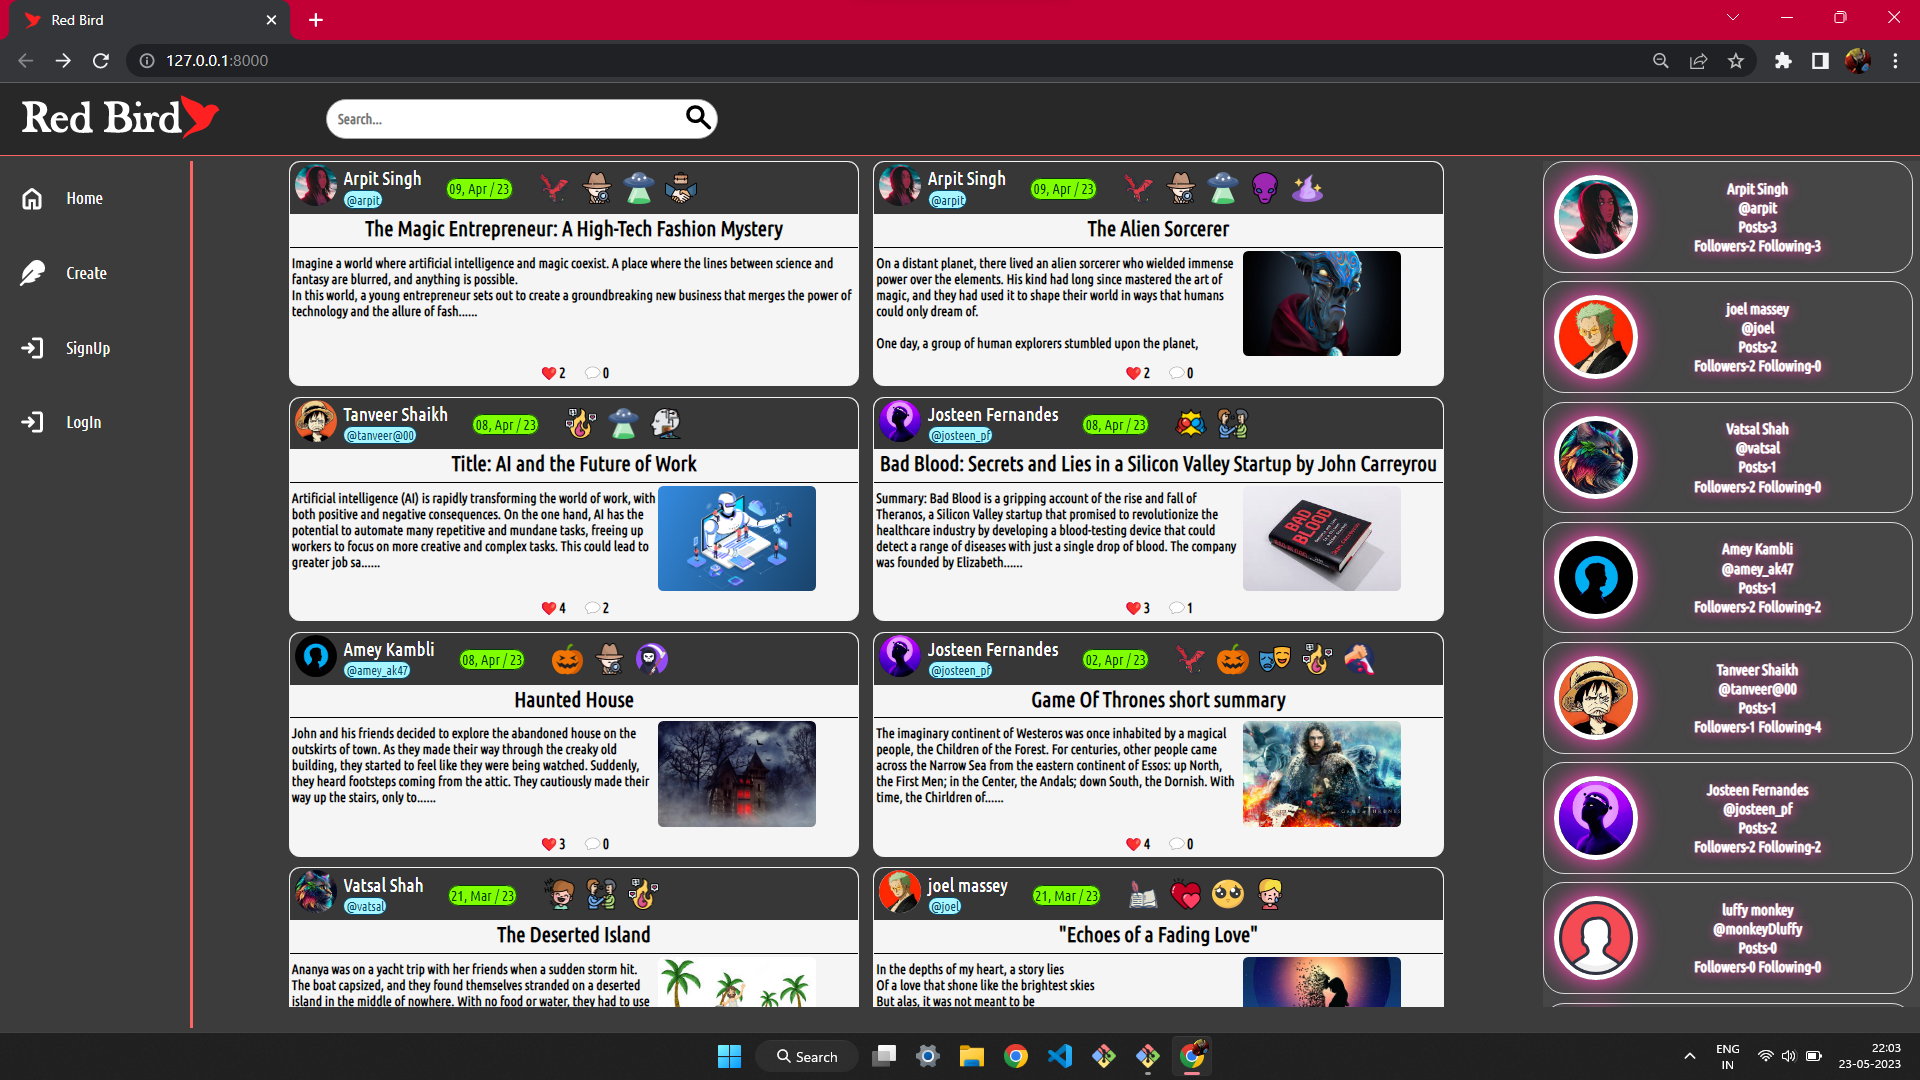 Red Bird
127.0.0.1:8000
Red Bird
Search...
Home
Create
SignUp
LogIn
Arpit Singh
@arpit
09, Apr / 23
The Magic Entrepreneur: A High-Tech Fashion Mystery
Imagine a world where artificial intelligence and magic coexist. A place where the lines between science and
fantasy are blurred, and anything is possible.
In this world, a young entrepreneur sets out to create a groundbreaking new business that merges the power of
technology and the allure of fash......
2
0
Arpit Singh
@arpit
09, Apr / 23
The Alien Sorcerer
On a distant planet, there lived an alien sorcerer who wielded immense
power over the elements. His kind had long since mastered the art of
magic, and they had used it to shape their world in ways that humans
could only dream of.
One day, a group of human explorers stumbled upon the planet,
2
0
Tanveer Shaikh
@tanveer@00
08, Apr / 23
Title: AI and the Future of Work
Artificial intelligence (AI) is rapidly transforming the world of work, with
both positive and negative consequences. On the one hand, AI has the
potential to automate many repetitive and mundane tasks, freeing up
workers to focus on more creative and complex tasks. This could lead to
greater job sa......
4
2
Josteen Fernandes
@josteen_pf
08, Apr / 23
Bad Blood: Secrets and Lies in a Silicon Valley Startup by John Carreyrou
Summary: Bad Blood is a gripping account of the rise and fall of
Theranos, a Silicon Valley startup that promised to revolutionize the
healthcare industry by developing a blood-testing device that could
detect a range of diseases with just a single drop of blood. The company
was founded by Elizabeth......
BAD
BLOOD
3
1
Amey Kambli
@amey_ak47
08, Apr / 23
Haunted House
John and his friends decided to explore the abandoned house on the
outskirts of town. As they made their way through the creaky old
building, they started to feel like they were being watched. Suddenly,
they heard footsteps coming from the attic. They cautiously made their
way up the stairs, only to......
3
0
Josteen Fernandes
@josteen_pf
02, Apr / 23
Game Of Thrones short summary
The imaginary continent of Westeros was once inhabited by a magical
people, the Children of the Forest. For centuries, other people came
across the Narrow Sea from the eastern continent of Essos: up North,
the First Men; in the Center, the Andals; down South, the Dornish. With
time, the Chirldren of......
4
0
Vatsal Shah
@vatsal
21, Mar / 23
The Deserted Island
Ananya was on a yacht trip with her friends when a sudden storm hit.
The boat capsized, and they found themselves stranded on a deserted
island in the middle of nowhere. With no food or water, they had to use
joel massey
@joel
21, Mar / 23
"Echoes of a Fading Love"
In the depths of my heart, a story lies
Of a love that shone like the brightest skies
But alas, it was not meant to be
Arpit Singh
@arpit
Posts-3
Followers-2 Following-3
joel massey
@joel
Posts-2
Followers-2 Following-0
Vatsal Shah
@vatsal
Posts-1
Followers-2 Following-0
Amey Kambli
@amey_ak47
Posts-1
Followers-2 Following-2
Tanveer Shaikh
@tanveer@00
Posts-1
Followers-1 Following-4
Josteen Fernandes
@josteen_pf
Posts-2
Followers-2 Following-2
luffy monkey
@monkeyDluffy
Posts-0
Followers-0 Following-0
Search
ENG
IN
22:03
23-05-2023